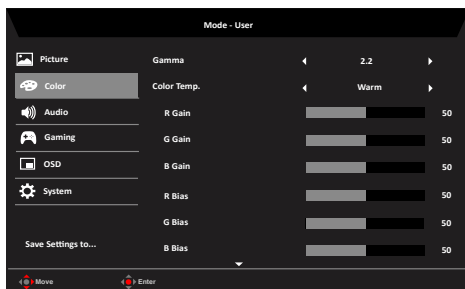 Mode - User
Picture
Color
Audio
Gaming
OSD
System
Save Settings to...
Gamma 2.2
Color Temp. Warm
R Gain 50
G Gain 50
B Gain 50
R Bias 50
G Bias 50
B Bias 50
Move Enter